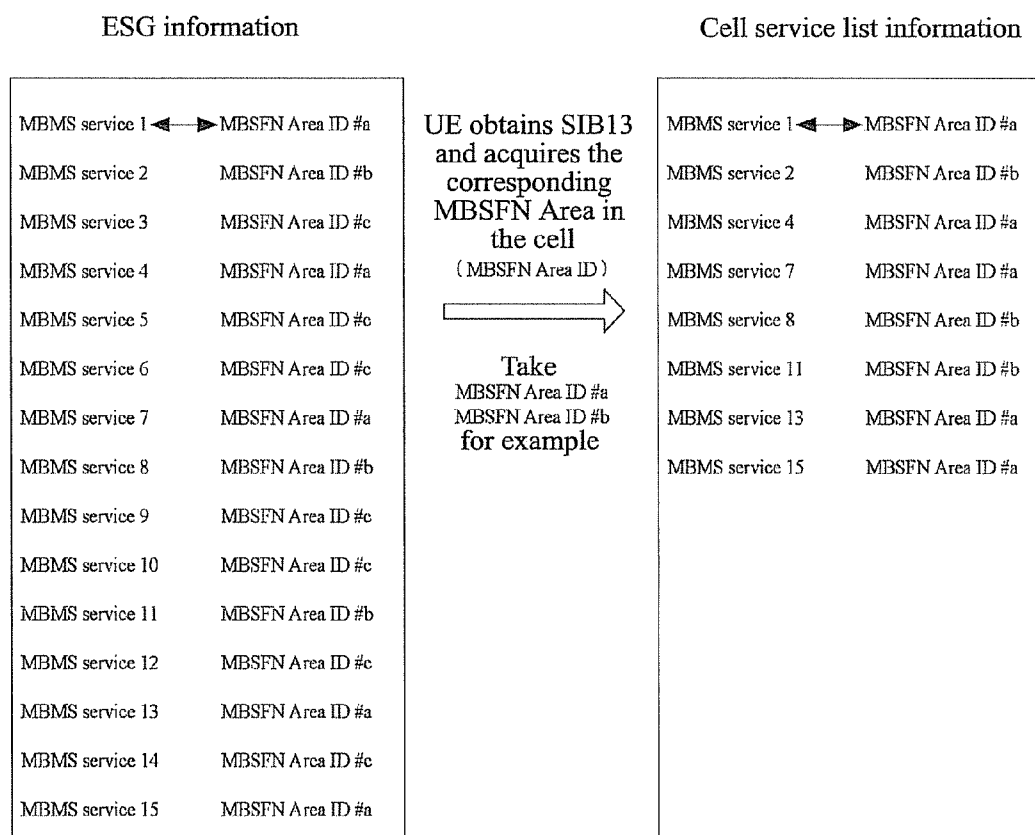 ESG information
MBMS service 1 MBSFN Area ID #a
MBMS service 2 MBSFN Area ID #b
MBMS service 3 MBSFN Area ID #c
MBMS service 4 MBSFN Area ID #a
MBMS service 5 MBSFN Area ID #c
MBMS service 6 MBSFN Area ID #c
MBMS service 7 MBSFN Area ID #a
MBMS service 8 MBSFN Area ID #b
MBMS service 9 MBSFN Area ID #c
MBMS service 10 MBSFN Area ID #c
MBMS service 11 MBSFN Area ID #b
MBMS service 12 MBSFN Area ID #c
MBMS service 13 MBSFN Area ID #a
MBMS service 14 MBSFN Area ID #c
MBMS service 15 MBSFN Area ID #a
UE obtains SIB13
and acquires the
corresponding
MBSFN Area in
the cell
(MBSFN Area ID)
Take
MBSFN Area ID #a
MBSFN Area ID #b
for example
Cell service list information
MBMS service 1 MBSFN Area ID #a
MBMS service 2 MBSFN Area ID #b
MBMS service 4 MBSFN Area ID #a
MBMS service 7 MBSFN Area ID #a
MBMS service 8 MBSFN Area ID #b
MBMS service 11 MBSFN Area ID #b
MBMS service 13 MBSFN Area ID #a
MBMS service 15 MBSFN Area ID #a